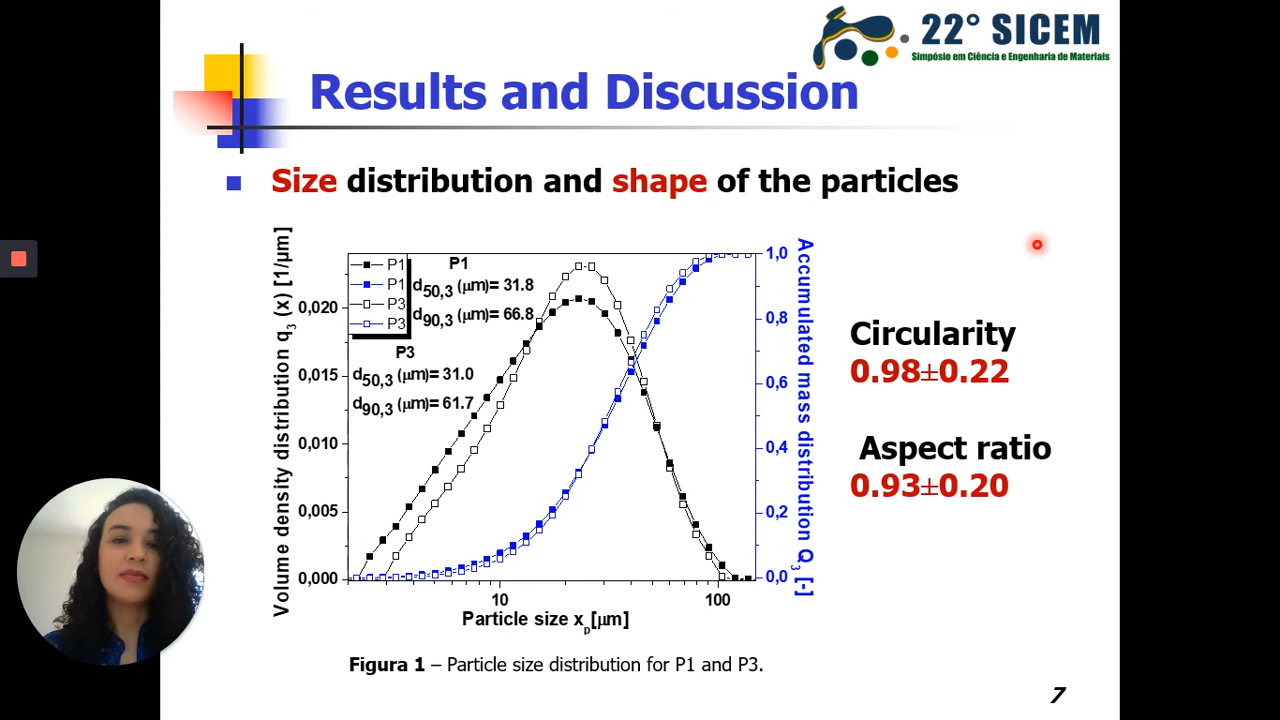 22° SICEM
Simpósio em Ciência e Engenharia de Materiais
Results and Discussion
Size distribution and shape of the particles
Volume density distribution q3 (x) [1/μm]
0,020
0,015
0,010
0,005
0,000
P1
P1
P3
P3
P1
d50,3 (μm)= 31.8
d90,3 (μm)= 66.8
P3
d50,3 (μm)= 31.0
d90,3 (μm)= 61.7
1,0
0,8
0,6
0,4
0,2
0,0
Accumulated mass distribution Q3 [-]
10
100
Particle size xp[μm]
Circularity
0.98±0.22
Aspect ratio
0.93±0.20
Figura 1 – Particle size distribution for P1 and P3.
7